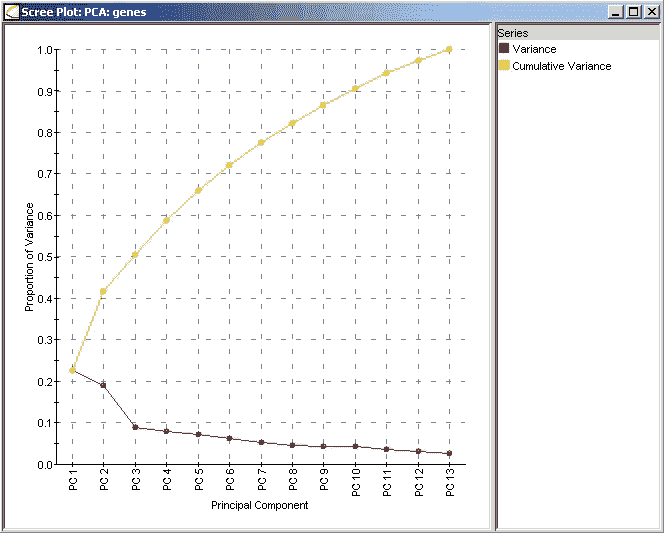 Scree Plot: PCA: genes
Series
Variance
Cumulative Variance
Proportion of Variance
1.0
0.9
0.8
0.7
0.6
0.5
0.4
0.3
0.2
0.1
0.0
PC 1
PC 2
PC 3
PC 4
PC 5
PC 6
PC 7
PC 8
PC 9
PC 10
PC 11
PC 12
PC 13
Principal Component